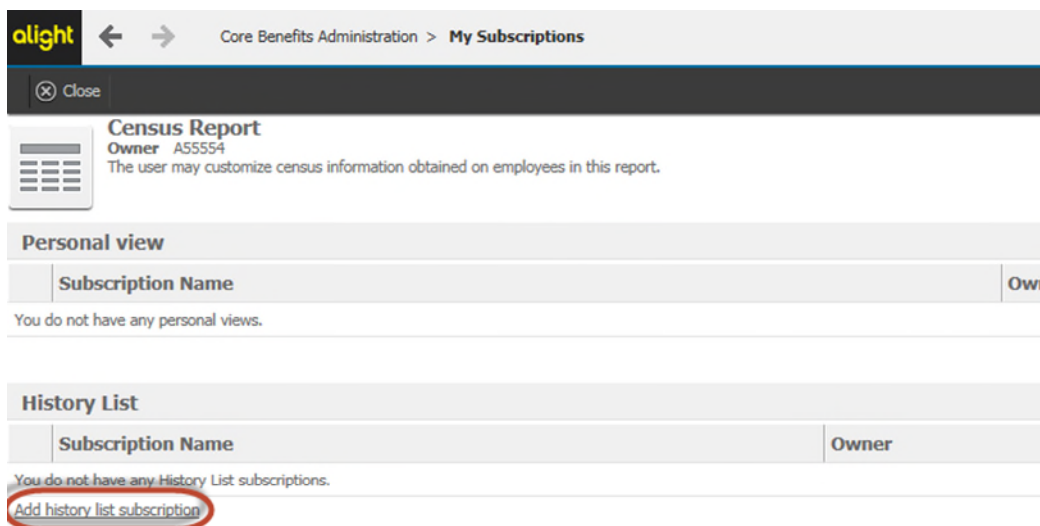 alight Core Benefits Administration > My Subscriptions
Close
Census Report
Owner A55554
The user may customize census information obtained on employees in this report.
Personal view
Subscription Name Ow
You do not have any personal views.
History List
Subscription Name Owner
You do not have any History List subscriptions.
Add history list subscription